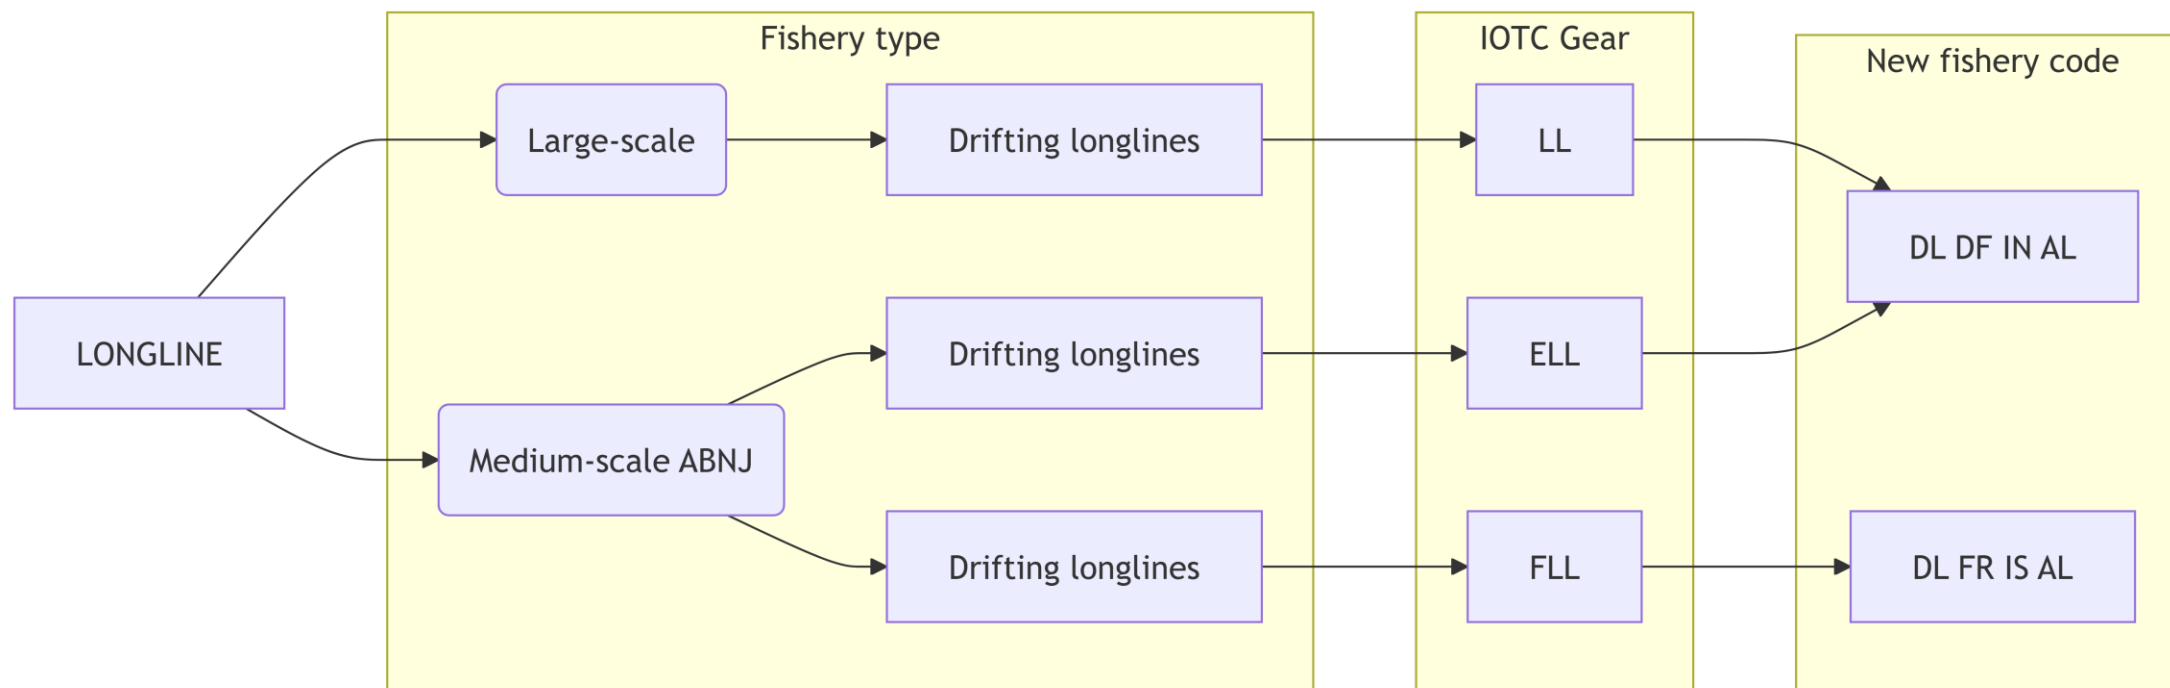 Fishery type
IOTC Gear
New fishery code
Large-scale
Drifting longlines
LL
DL DF IN AL
LONGLINE
Drifting longlines
ELL
Medium-scale ABNJ
Drifting longlines
FLL
DL FR IS AL